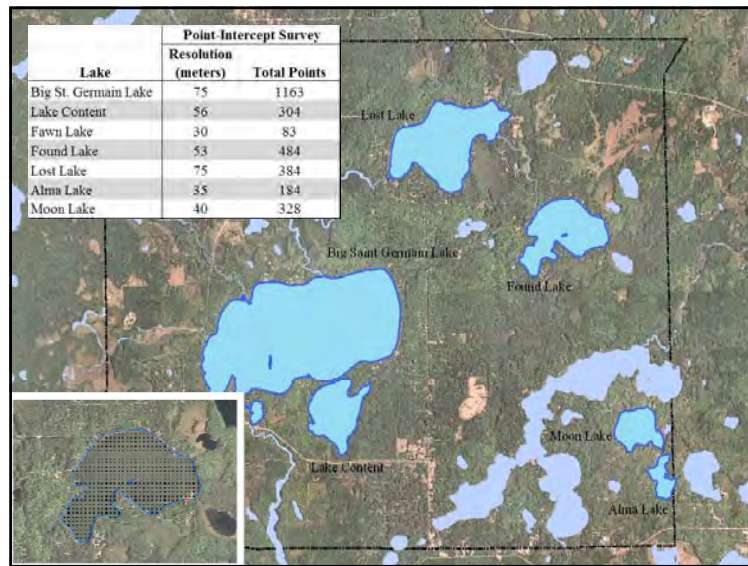 Point-Intercept Survey
Lake Resolution (meters) Total Points
Big St. Germain Lake 75 1163
Lake Content 56 304
Fawn Lake 30 83
Found Lake 53 484
Lost Lake 75 384
Alma Lake 35 184
Moon Lake 40 328
Lost Lake
Big Saint Germain Lake
Found Lake
Moon Lake
Lake Content
Alma Lake